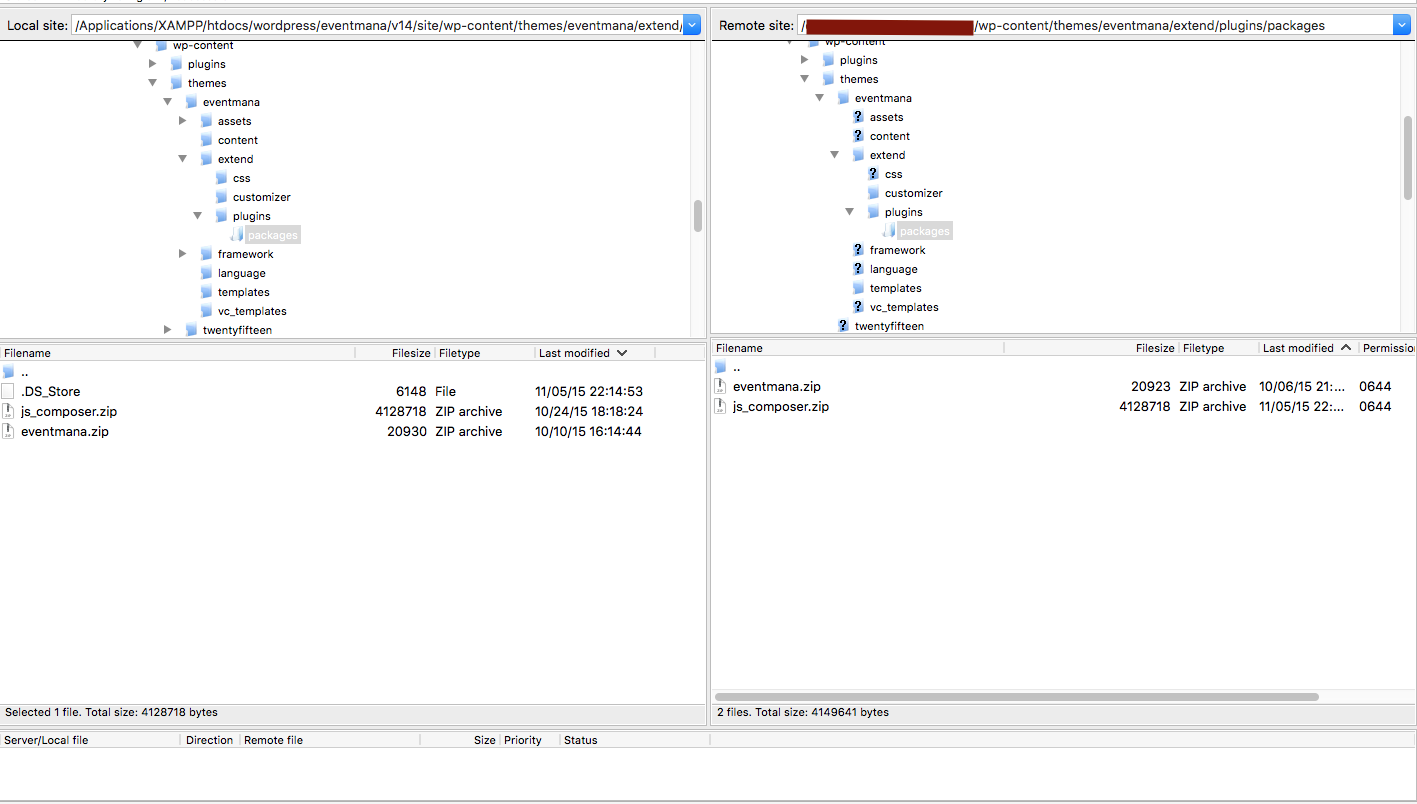 Local site: /Applications/XAMPP/htdocs/wordpress/eventmana/v14/site/wp-content/themes/eventmana/extend/
wp-content
plugins
themes
eventmana
assets
content
extend
css
customizer
plugins
packages
framework
language
templates
vc_templates
twentyfifteen
Filename Filesize Filetype Last modified
..
.DS_Store 6148 File 11/05/15 22:14:53
js_composer.zip 4128718 ZIP archive 10/24/15 18:18:24
eventmana.zip 20930 ZIP archive 10/10/15 16:14:44
Selected 1 file. Total size: 4128718 bytes
Remote site: / /wp-content/themes/eventmana/extend/plugins/packages
wp-content
plugins
themes
eventmana
? assets
? content
extend
? css
customizer
plugins
packages
? framework
? language
templates
? vc_templates
? twentyfifteen
Filename Filesize Filetype Last modified Permission
..
eventmana.zip 20923 ZIP archive 10/06/15 21:... 0644
js_composer.zip 4128718 ZIP archive 11/05/15 22:... 0644
2 files. Total size: 4149641 bytes
Server/Local file Direction Remote file Size Priority Status